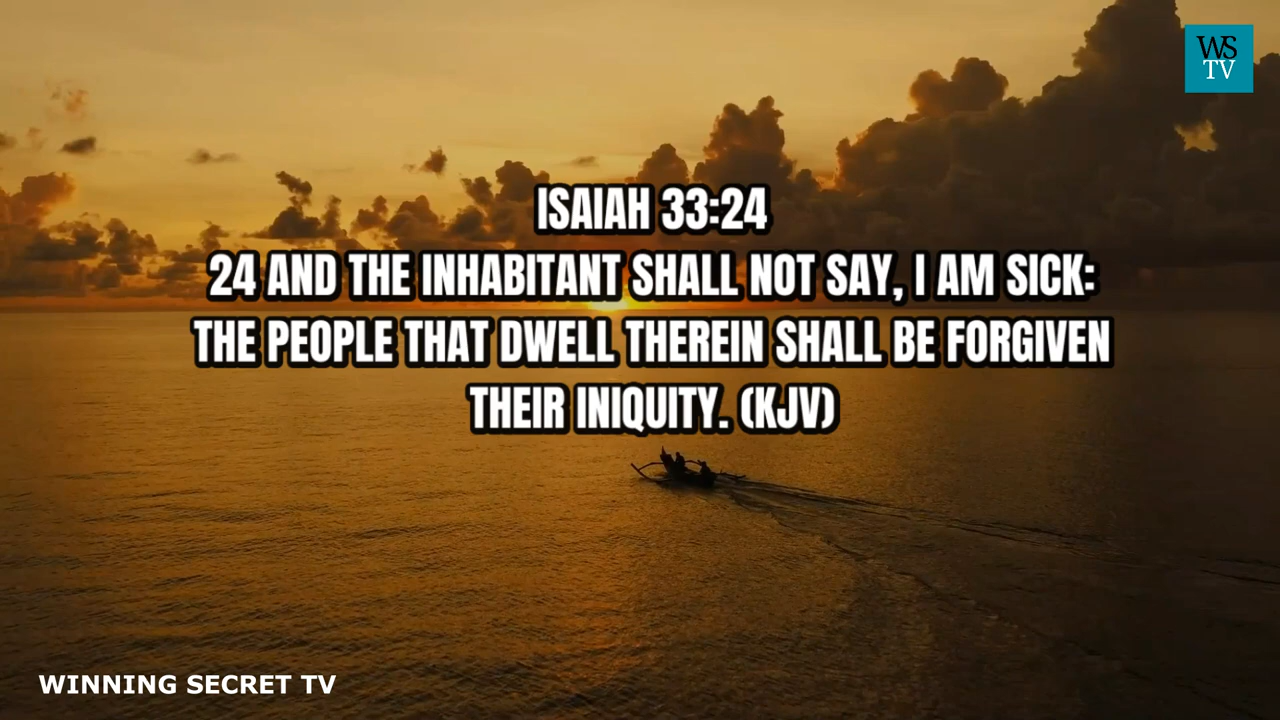 WS
TV
ISAIAH 33:24
24 AND THE INHABITANT SHALL NOT SAY, I AM SICK:
THE PEOPLE THAT DWELL THEREIN SHALL BE FORGIVEN
THEIR INIQUITY. (KJV)
WINNING SECRET TV